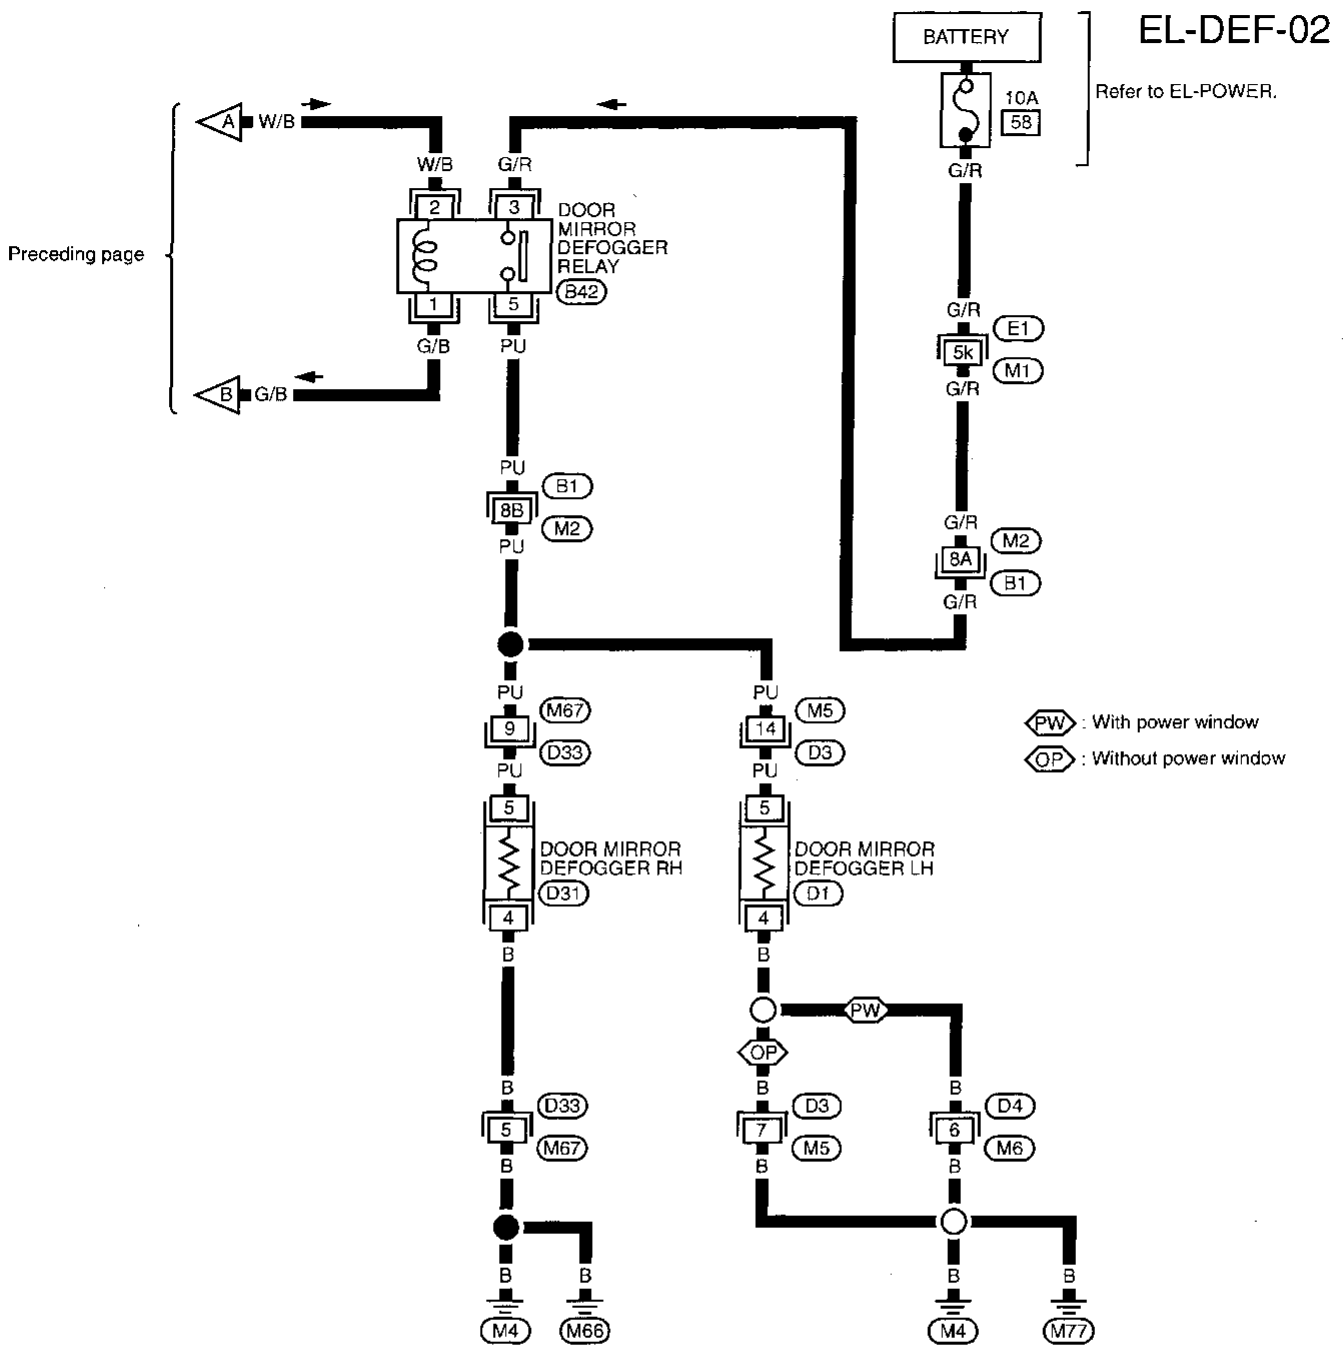 EL-DEF-02
BATTERY
Refer to EL-POWER.
10A
58
G/R
A W/B
W/B
G/R
2
3
DOOR
MIRROR
DEFOGGER
RELAY
B42
Preceding page
1
5
G/B
PU
B G/B
G/R
E1
5k
M1
G/R
PU
B1
8B
M2
PU
G/R
M2
8A
B1
G/R
PU
PU
M67
M5
9
14
D33
D3
PU
PU
PW : With power window
OP : Without power window
5
5
DOOR MIRROR
DEFOGGER RH
D31
DOOR MIRROR
DEFOGGER LH
D1
4
4
B
B
PW
OP
B
B
B
D33
D3
D4
5
7
6
M67
M5
M6
B
B
B
B
B
B
B
M4
M66
M4
M77